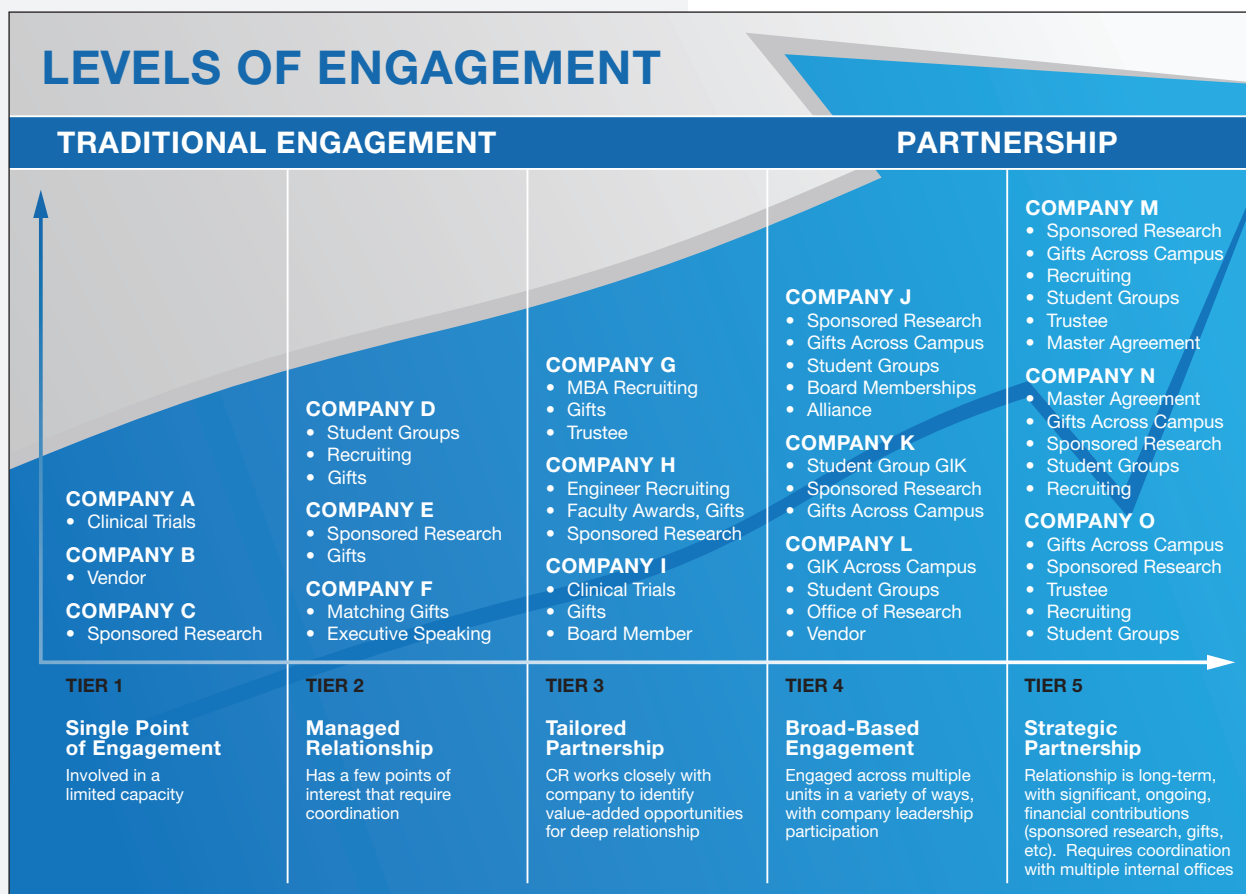 LEVELS OF ENGAGEMENT
TRADITIONAL ENGAGEMENT
PARTNERSHIP
COMPANY A
• Clinical Trials
COMPANY B
• Vendor
COMPANY C
• Sponsored Research
COMPANY D
• Student Groups
• Recruiting
• Gifts
COMPANY E
• Sponsored Research
• Gifts
COMPANY F
• Matching Gifts
• Executive Speaking
COMPANY G
• MBA Recruiting
• Gifts
• Trustee
COMPANY H
• Engineer Recruiting
• Faculty Awards, Gifts
• Sponsored Research
COMPANY I
• Clinical Trials
• Gifts
• Board Member
COMPANY J
• Sponsored Research
• Gifts Across Campus
• Student Groups
• Board Memberships
• Alliance
COMPANY K
• Student Group GIK
• Sponsored Research
• Gifts Across Campus
COMPANY L
• GIK Across Campus
• Student Groups
• Office of Research
• Vendor
COMPANY M
• Sponsored Research
• Gifts Across Campus
• Recruiting
• Student Groups
• Trustee
• Master Agreement
COMPANY N
• Master Agreement
• Gifts Across Campus
• Sponsored Research
• Student Groups
• Recruiting
COMPANY O
• Gifts Across Campus
• Sponsored Research
• Trustee
• Recruiting
• Student Groups
TIER 1
Single Point
of Engagement
Involved in a
limited capacity
TIER 2
Managed
Relationship
Has a few points of
interest that require
coordination
TIER 3
Tailored
Partnership
CR works closely with
company to identify
value-added opportunities
for deep relationship
TIER 4
Broad-Based
Engagement
Engaged across multiple
units in a variety of ways,
with company leadership
participation
TIER 5
Strategic
Partnership
Relationship is long-term,
with significant, ongoing,
financial contributions
(sponsored research, gifts,
etc). Requires coordination
with multiple internal offices